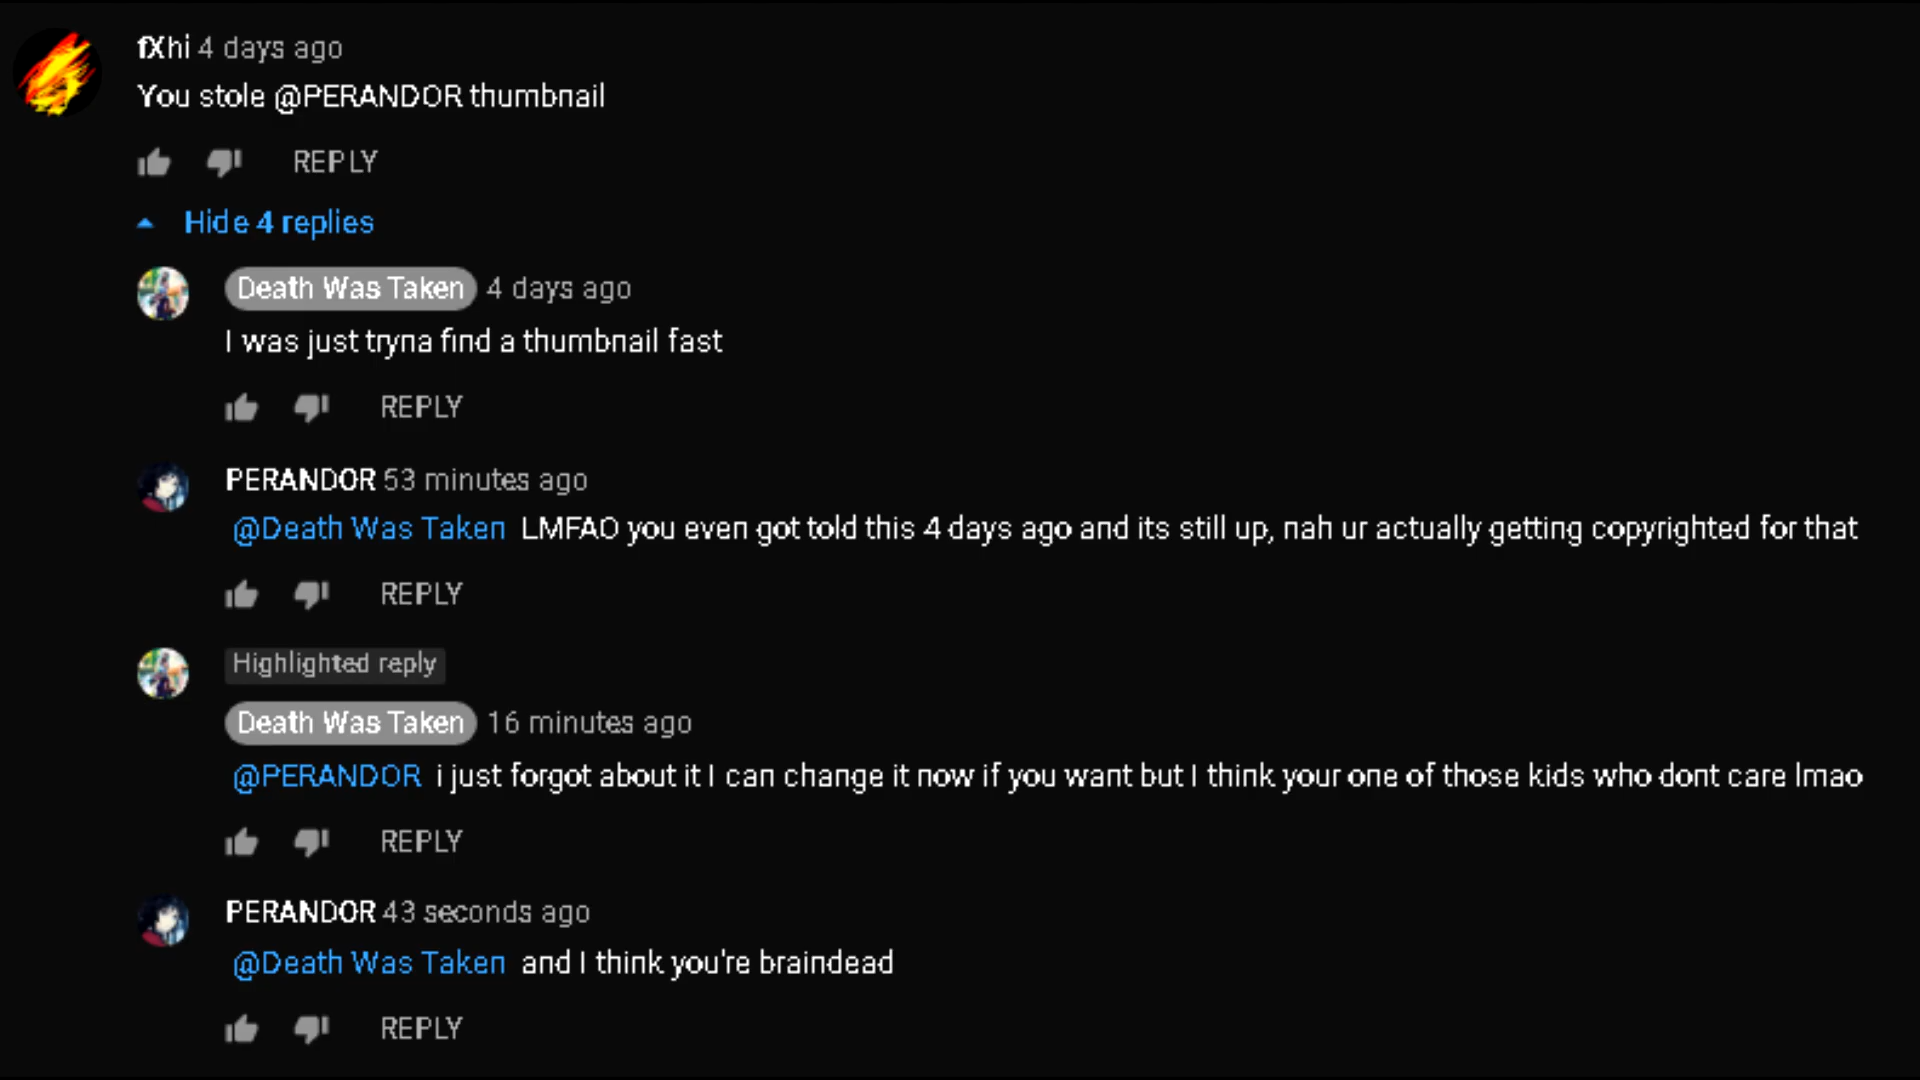 fXhi 4 days ago
You stole @PERANDOR thumbnail
REPLY
Hide 4 replies
Death Was Taken 4 days ago
I was just tryna find a thumbnail fast
REPLY
PERANDOR 53 minutes ago
@Death Was Taken LMFAO you even got told this 4 days ago and its still up, nah ur actually getting copyrighted for that
REPLY
Highlighted reply
Death Was Taken 16 minutes ago
@PERANDOR i just forgot about it I can change it now if you want but I think your one of those kids who dont care lmao
REPLY
PERANDOR 43 seconds ago
@Death Was Taken and I think you're braindead
REPLY